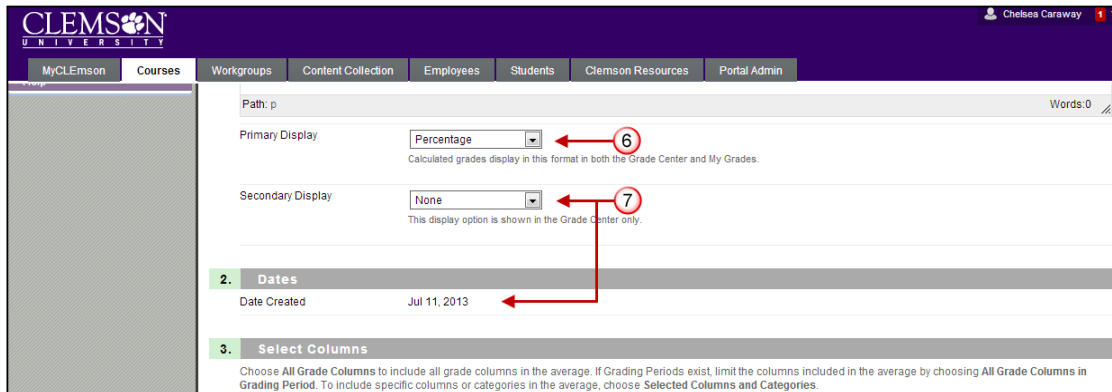 CLEMSON
UNIVERSITY
Chelsea Caraway 1
MyCLEmson Courses Workgroups Content Collection Employees Students Clemson Resources Portal Admin
Path: p Words:0
Primary Display Percentage 6
Calculated grades display in this format in both the Grade Center and My Grades.
Secondary Display None 7
This display option is shown in the Grade Center only.
2. Dates
Date Created Jul 11, 2013
3. Select Columns
Choose All Grade Columns to include all grade columns in the average. If Grading Periods exist, limit the columns included in the average by choosing All Grade Columns in
Grading Period. To include specific columns or categories in the average, choose Selected Columns and Categories.